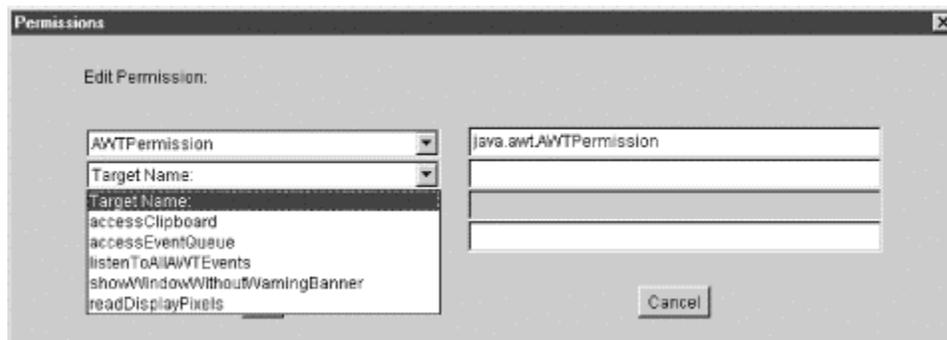 Permissions
Edit Permission:
AWTPermission
java.awt.AWTPermission
Target Name:
Target Name:
accessClipboard
accessEventQueue
listenToAllAWTEvents
showWindowWithoutWarningBanner
readDisplayPixels
Cancel